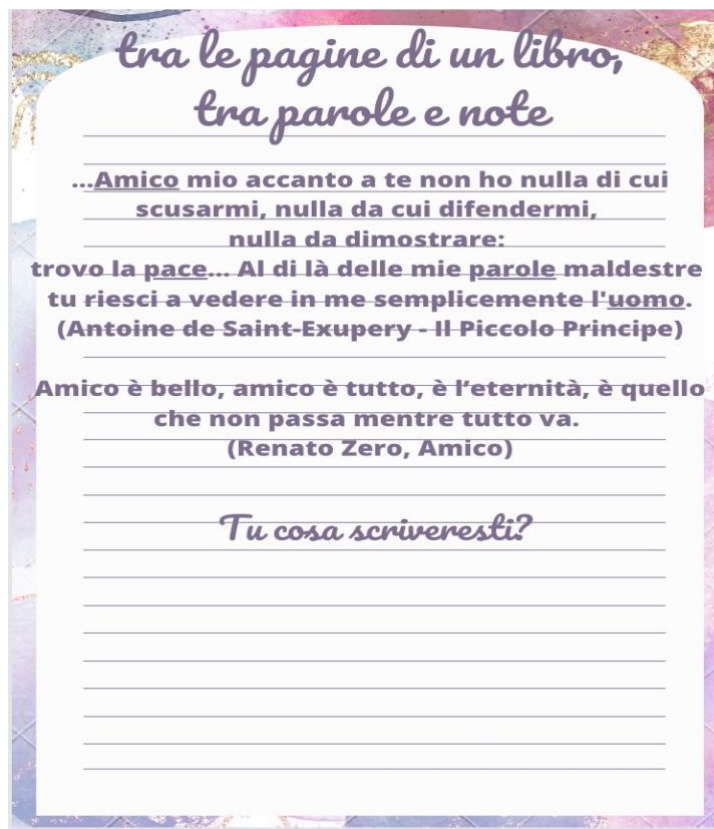 tra le pagine di un libro,
tra parole e note
...Amico mio accanto a te non ho nulla di cui
scusarmi, nulla da cui difendermi,
nulla da dimostrare:
trovo la pace... Al di là delle mie parole maldestre
tu riesci a vedere in me semplicemente l'uomo.
(Antoine de Saint-Exupery - Il Piccolo Principe)
Amico è bello, amico è tutto, è l’eternità, è quello
che non passa mentre tutto va.
(Renato Zero, Amico)
Tu cosa scriveresti?